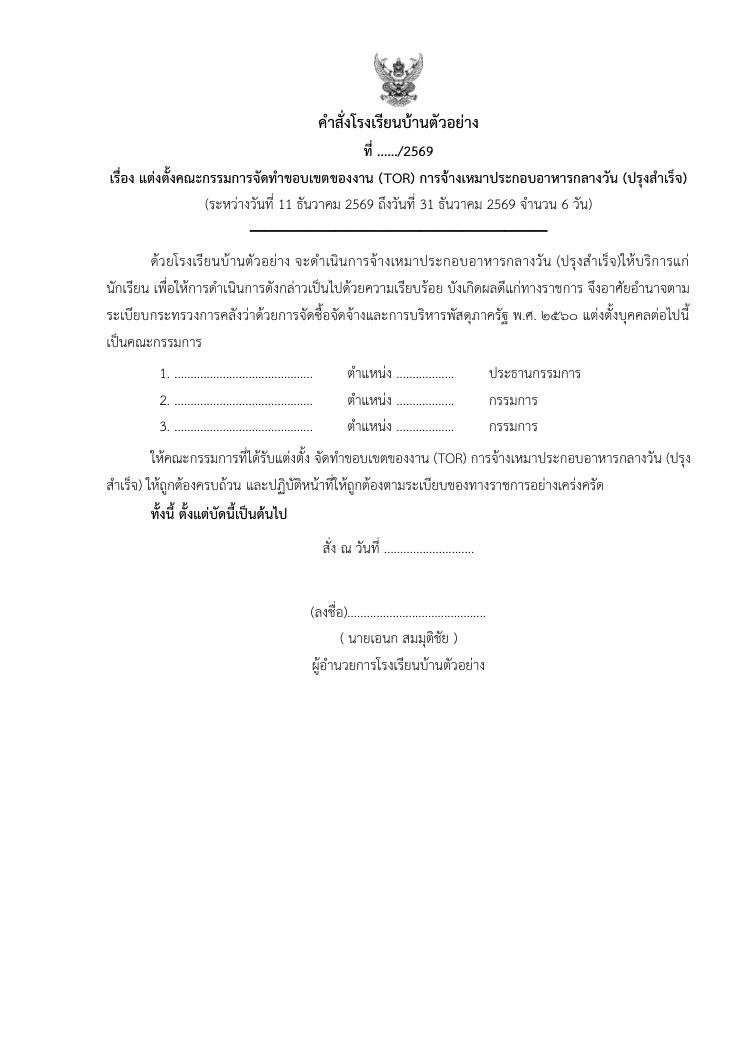 คำสั่งโรงเรียนบ้านตัวอย่าง
ที่ ....../2569
เรื่อง แต่งตั้งคณะกรรมการจัดทำขอบเขตของงาน (TOR) การจ้างเหมาประกอบอาหารกลางวัน (ปรุงสำเร็จ)
(ระหว่างวันที่ 11 ธันวาคม 2569 ถึงวันที่ 31 ธันวาคม 2569 จำนวน 6 วัน)
ด้วยโรงเรียนบ้านตัวอย่าง จะดำเนินการจ้างเหมาประกอบอาหารกลางวัน (ปรุงสำเร็จ)ให้บริการแก่
นักเรียน เพื่อให้การดำเนินการดังกล่าวเป็นไปด้วยความเรียบร้อย บังเกิดผลดีแก่ทางราชการ จึงอาศัยอำนาจตาม
ระเบียบกระทรวงการคลังว่าด้วยการจัดซื้อจัดจ้างและการบริหารพัสดุภาครัฐ พ.ศ. ๒๕๖๐ แต่งตั้งบุคคลต่อไปนี้
เป็นคณะกรรมการ
1. ........................................... ตำแหน่ง .................. ประธานกรรมการ
2. ........................................... ตำแหน่ง .................. กรรมการ
3. ........................................... ตำแหน่ง .................. กรรมการ
ให้คณะกรรมการที่ได้รับแต่งตั้ง จัดทำขอบเขตของงาน (TOR) การจ้างเหมาประกอบอาหารกลางวัน (ปรุง
สำเร็จ) ให้ถูกต้องครบถ้วน และปฏิบัติหน้าที่ให้ถูกต้องตามระเบียบของทางราชการอย่างเคร่งครัด
ทั้งนี้ ตั้งแต่บัดนี้เป็นต้นไป
สั่ง ณ วันที่ ............................
(ลงชื่อ)...........................................
( นายเอนก สมมุติชัย )
ผู้อำนวยการโรงเรียนบ้านตัวอย่าง